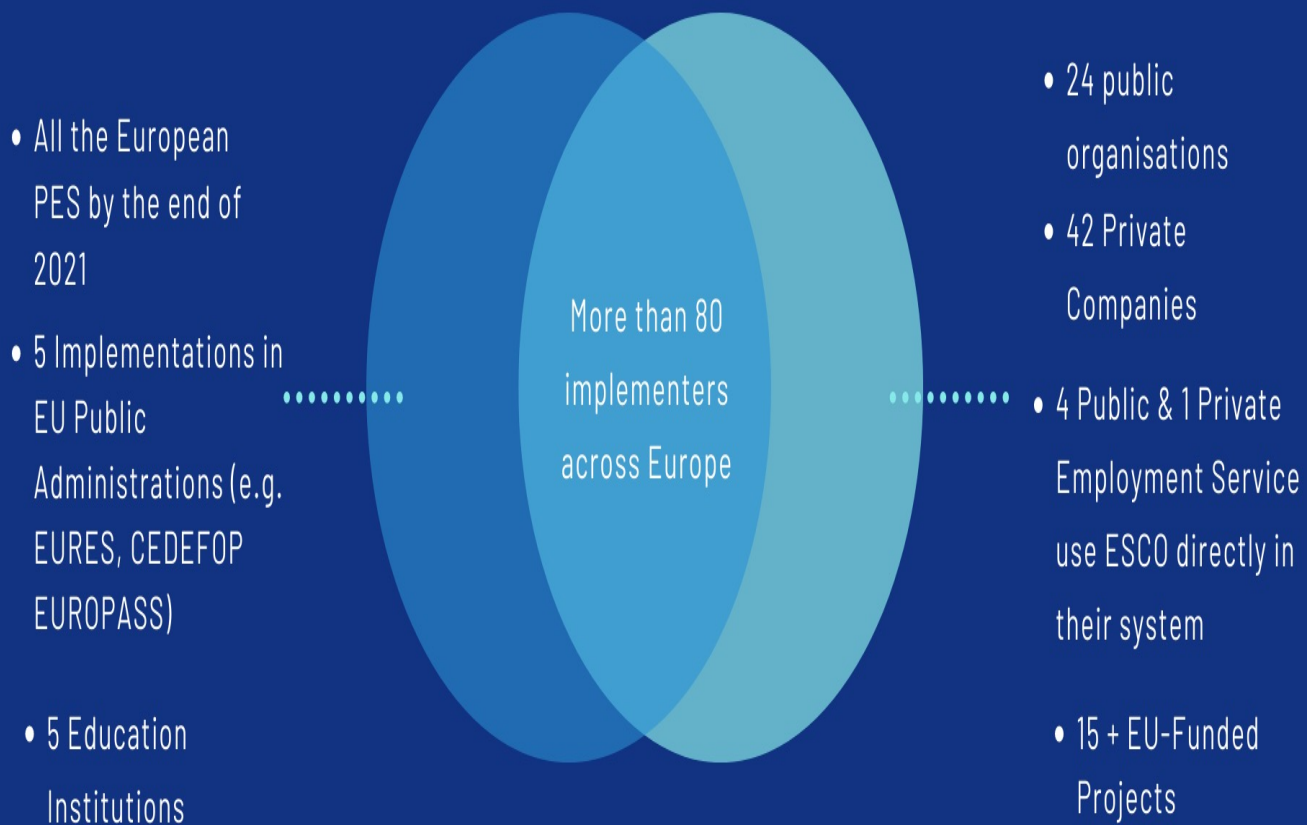 • All the European
PES by the end of
2021
• 5 Implementations in
EU Public
Administrations (e.g.
EURES, CEDEFOP
EUROPASS)
• 5 Education
Institutions
More than 80
implementers
across Europe
• 24 public
organisations
• 42 Private
Companies
• 4 Public & 1 Private
Employment Service
use ESCO directly in
their system
• 15 + EU-Funded
Projects